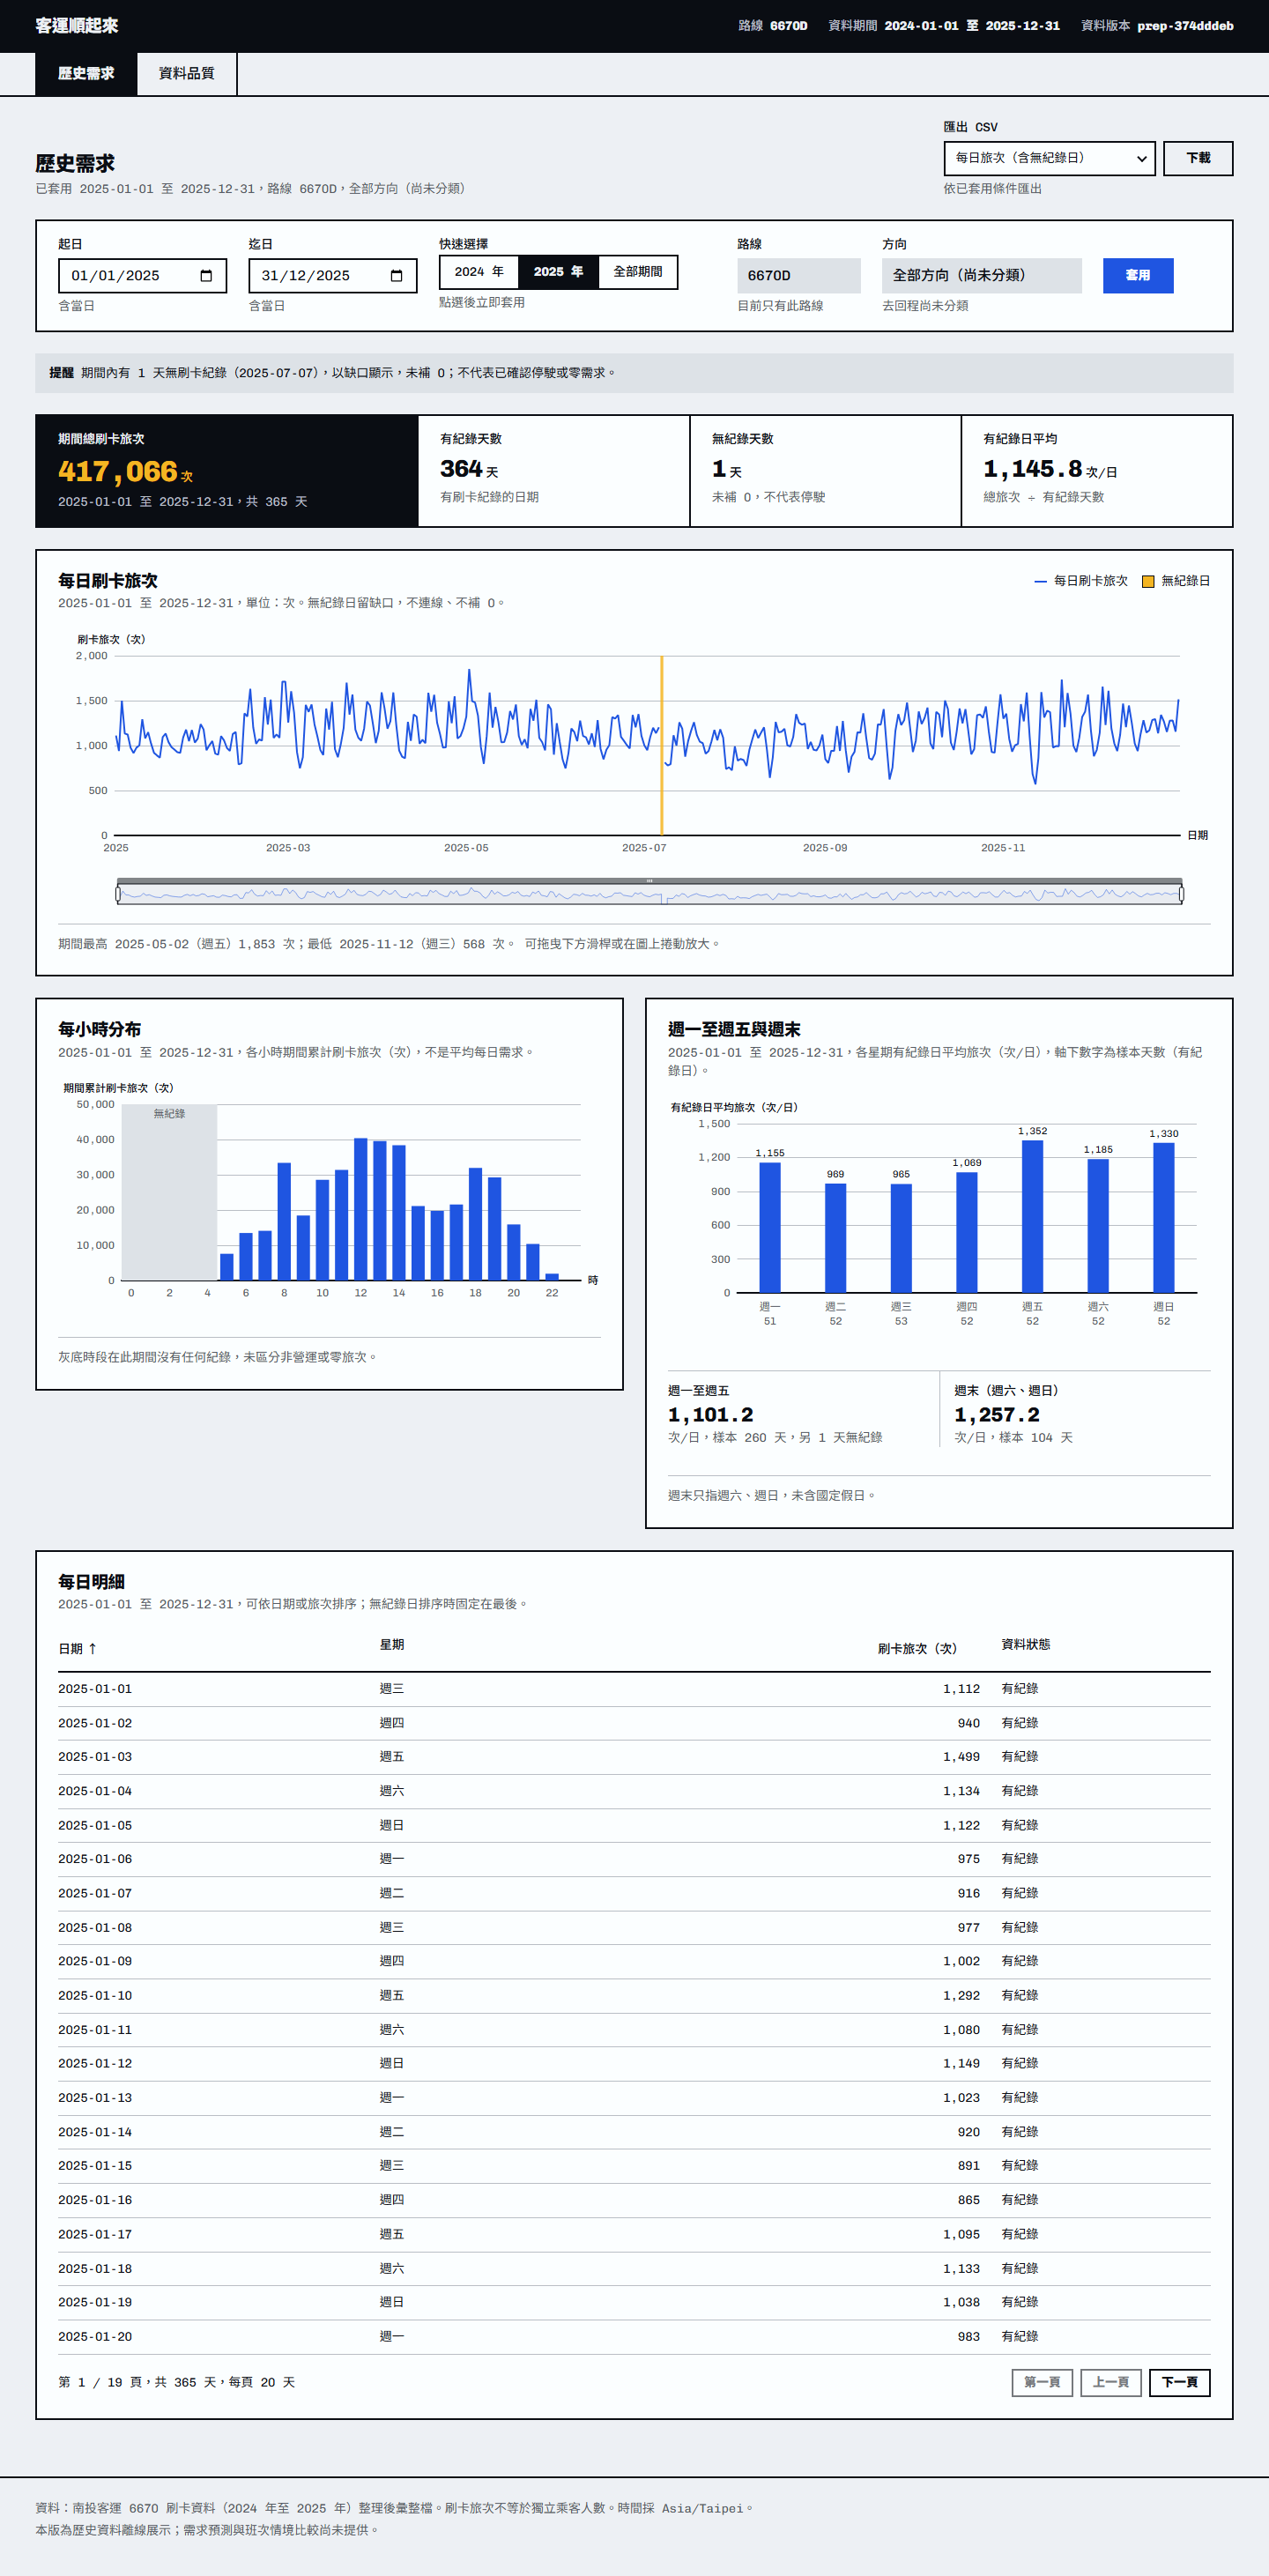 客運順起來
路線 6670D 資料期間 2024-01-01 至 2025-12-31 資料版本 prep-374dddeb
歷史需求 資料品質
匯出 CSV
歷史需求
每日旅次（含無紀錄日） 下載
已套用 2025-01-01 至 2025-12-31，路線 6670D，全部方向（尚未分類）
依已套用條件匯出
起日 迄日 快速選擇 路線 方向
01/01/2025 31/12/2025 2024 年 2025 年 全部期間 6670D 全部方向（尚未分類） 套用
含當日 含當日 點選後立即套用 目前只有此路線 去回程尚未分類
提醒 期間內有 1 天無刷卡紀錄（2025-07-07），以缺口顯示，未補 0；不代表已確認停駛或零需求。
期間總刷卡旅次 有紀錄天數 無紀錄天數 有紀錄日平均
417,066 次 364 天 1 天 1,145.8 次/日
2025-01-01 至 2025-12-31，共 365 天 有刷卡紀錄的日期 未補 0，不代表停駛 總旅次 ÷ 有紀錄天數
每日刷卡旅次
每日刷卡旅次 無紀錄日
2025-01-01 至 2025-12-31，單位：次。無紀錄日留缺口，不連線、不補 0。
刷卡旅次（次）
2,000
1,500
1,000
500
0
日期
2025 2025-03 2025-05 2025-07 2025-09 2025-11
期間最高 2025-05-02（週五）1,853 次；最低 2025-11-12（週三）568 次。 可拖曳下方滑桿或在圖上捲動放大。
每小時分布
2025-01-01 至 2025-12-31，各小時期間累計刷卡旅次（次），不是平均每日需求。
期間累計刷卡旅次（次）
50,000
無紀錄
40,000
30,000
20,000
10,000
0
時
0 2 4 6 8 10 12 14 16 18 20 22
灰底時段在此期間沒有任何紀錄，未區分非營運或零旅次。
週一至週五與週末
2025-01-01 至 2025-12-31，各星期有紀錄日平均旅次（次/日），軸下數字為樣本天數（有紀
錄日）。
有紀錄日平均旅次（次/日）
1,500
1,200
900
600
300
0
1,155 969 965 1,069 1,352 1,185 1,330
週一 週二 週三 週四 週五 週六 週日
51 52 53 52 52 52 52
週一至週五 週末（週六、週日）
1,101.2 1,257.2
次/日，樣本 260 天，另 1 天無紀錄 次/日，樣本 104 天
週末只指週六、週日，未含國定假日。
每日明細
2025-01-01 至 2025-12-31，可依日期或旅次排序；無紀錄日排序時固定在最後。
日期 ↑ 星期 刷卡旅次（次） 資料狀態
2025-01-01 週三 1,112 有紀錄
2025-01-02 週四 940 有紀錄
2025-01-03 週五 1,499 有紀錄
2025-01-04 週六 1,134 有紀錄
2025-01-05 週日 1,122 有紀錄
2025-01-06 週一 975 有紀錄
2025-01-07 週二 916 有紀錄
2025-01-08 週三 977 有紀錄
2025-01-09 週四 1,002 有紀錄
2025-01-10 週五 1,292 有紀錄
2025-01-11 週六 1,080 有紀錄
2025-01-12 週日 1,149 有紀錄
2025-01-13 週一 1,023 有紀錄
2025-01-14 週二 920 有紀錄
2025-01-15 週三 891 有紀錄
2025-01-16 週四 865 有紀錄
2025-01-17 週五 1,095 有紀錄
2025-01-18 週六 1,133 有紀錄
2025-01-19 週日 1,038 有紀錄
2025-01-20 週一 983 有紀錄
第 1 / 19 頁，共 365 天，每頁 20 天 第一頁 上一頁 下一頁
資料：南投客運 6670 刷卡資料（2024 年至 2025 年）整理後彙整檔。刷卡旅次不等於獨立乘客人數。時間採 Asia/Taipei。
本版為歷史資料離線展示；需求預測與班次情境比較尚未提供。